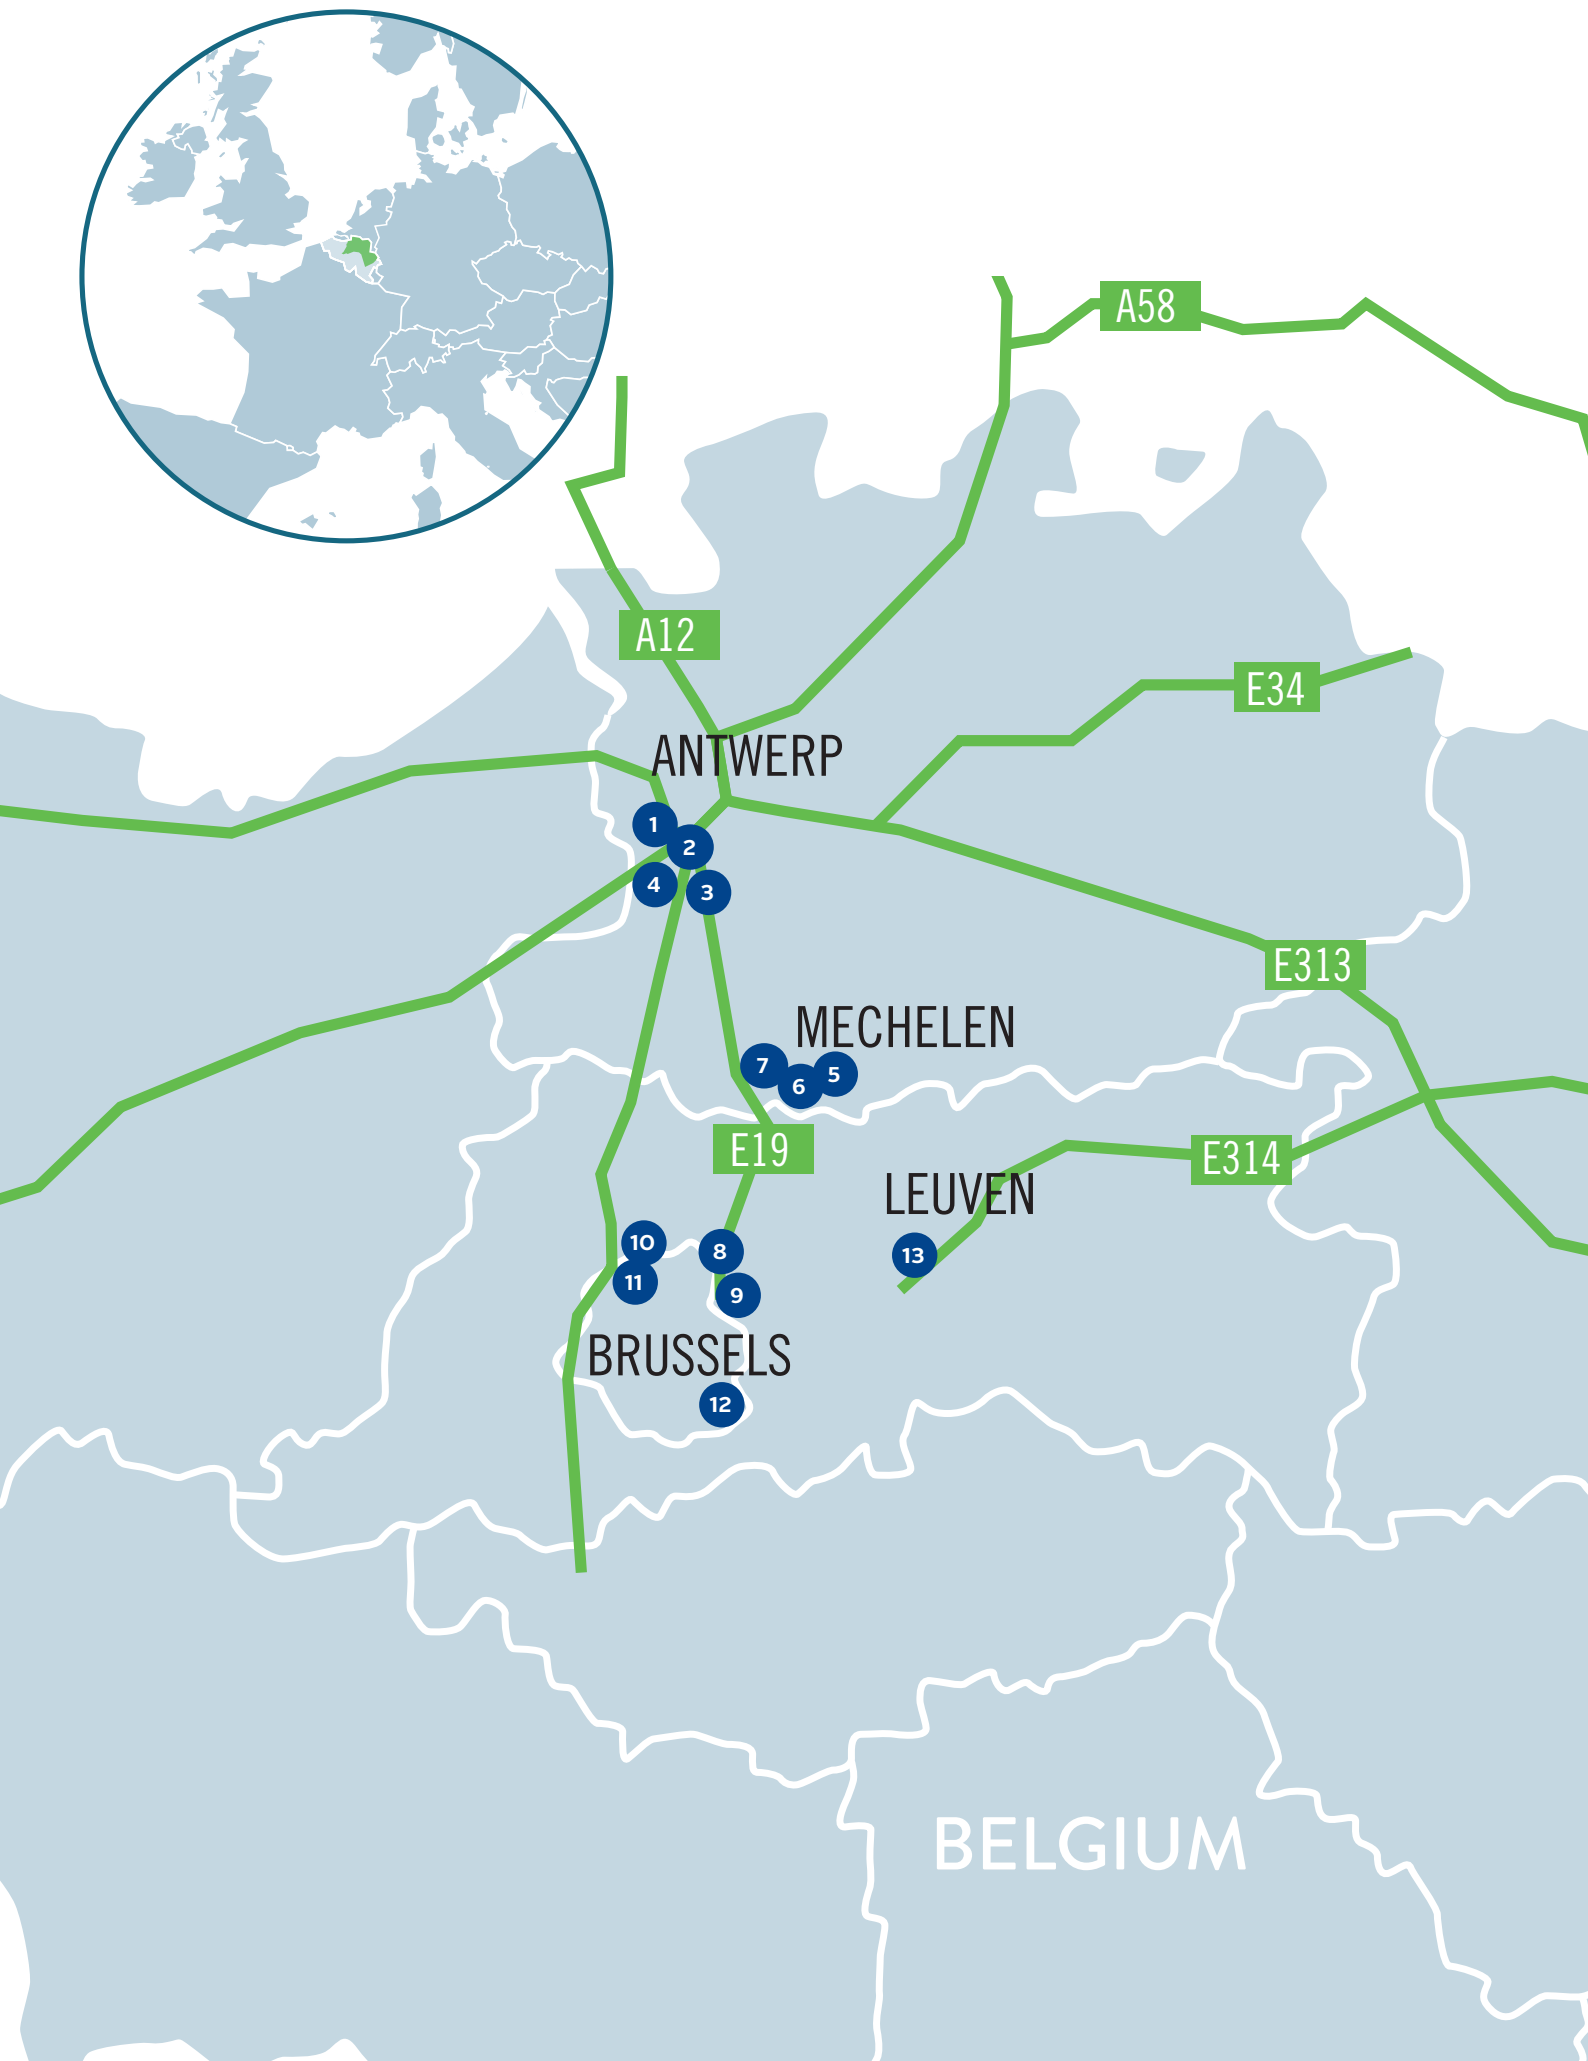 A58
A12
E34
ANTWERP
1
2
4
3
E313
MECHELEN
7
6
5
E19
E314
LEUVEN
10
8
13
11
9
BRUSSELS
12
BELGIUM